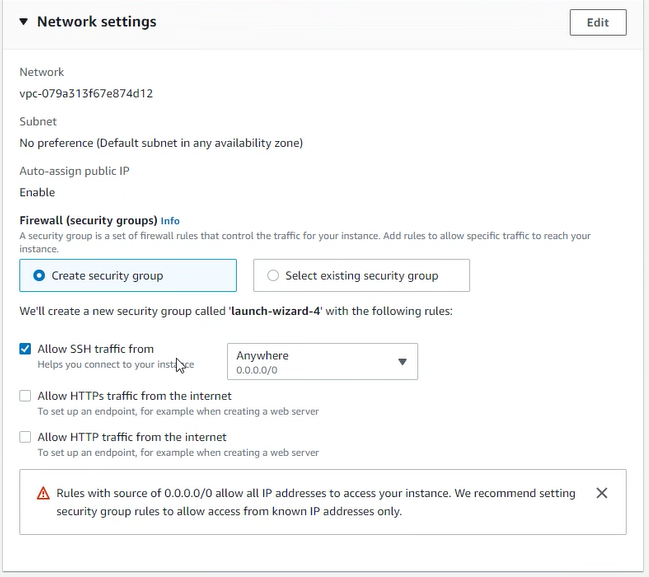 Network settings
Edit
Network
vpc-079a313f67e874d12
Subnet
No preference (Default subnet in any availability zone)
Auto-assign public IP
Enable
Firewall (security groups) Info
A security group is a set of firewall rules that control the traffic for your instance. Add rules to allow specific traffic to reach your
instance.
Create security group
Select existing security group
We'll create a new security group called 'launch-wizard-4' with the following rules:
Allow SSH traffic from
Helps you connect to your instance
Anywhere
0.0.0.0/0
Allow HTTPs traffic from the internet
To set up an endpoint, for example when creating a web server
Allow HTTP traffic from the internet
To set up an endpoint, for example when creating a web server
Rules with source of 0.0.0.0/0 allow all IP addresses to access your instance. We recommend setting
security group rules to allow access from known IP addresses only.